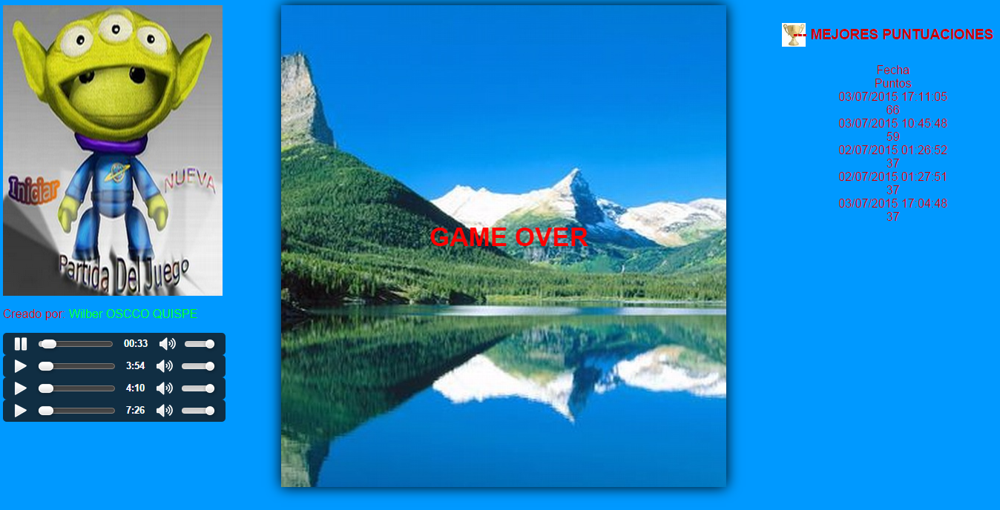 Iniciar
NUEVA
Partida Del Juego
Creado por: Wilber OSCCO QUISPE
00:33
3:54
4:10
7:26
GAME OVER
--- MEJORES PUNTUACIONES
Fecha
Puntos
03/07/2015 17:11:05
66
03/07/2015 10:45:48
59
02/07/2015 01:26:52
37
02/07/2015 01:27:51
37
03/07/2015 17:04:48
37